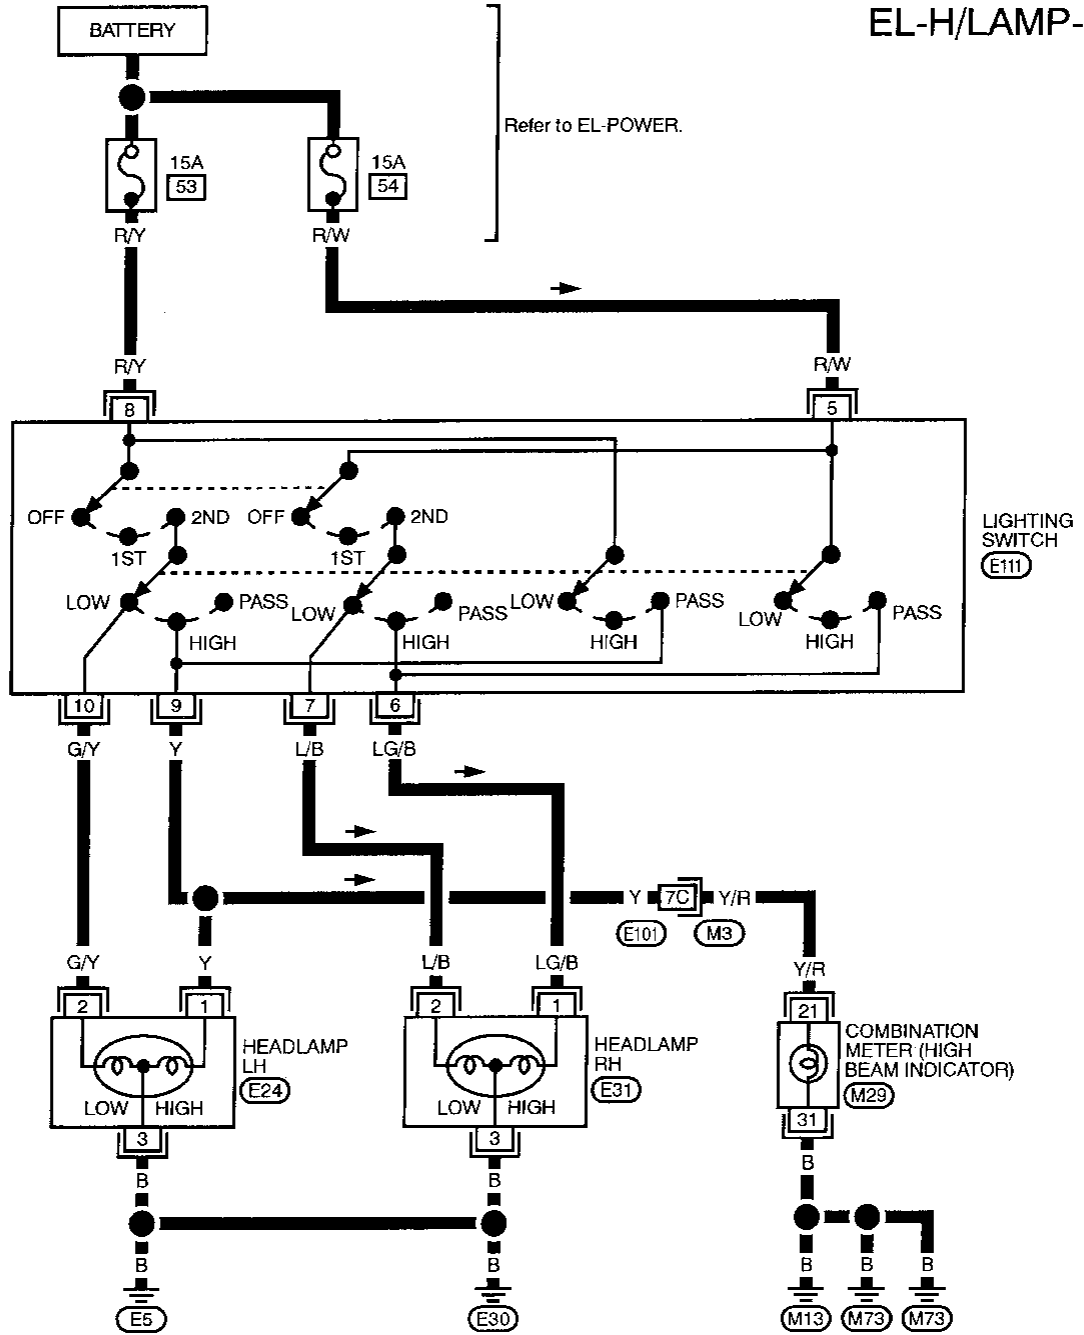 EL-H/LAMP-
BATTERY
Refer to EL-POWER.
15A
53
15A
54
R/Y
R/W
R/Y
R/W
8
5
OFF
2ND
1ST
OFF
2ND
1ST
LIGHTING
SWITCH
E111
LOW
PASS
HIGH
LOW
PASS
HIGH
LOW
PASS
HIGH
LOW
PASS
HIGH
10
9
7
6
G/Y
Y
L/B
LG/B
Y
7C
Y/R
E101
M3
G/Y
Y
L/B
LG/B
Y/R
2
1
2
1
21
HEADLAMP
LH
E24
LOW
HIGH
HEADLAMP
RH
E31
LOW
HIGH
COMBINATION
METER (HIGH
BEAM INDICATOR)
M29
3
3
31
B
B
B
B
B
B
B
B
E5
E30
M13
M73
M73